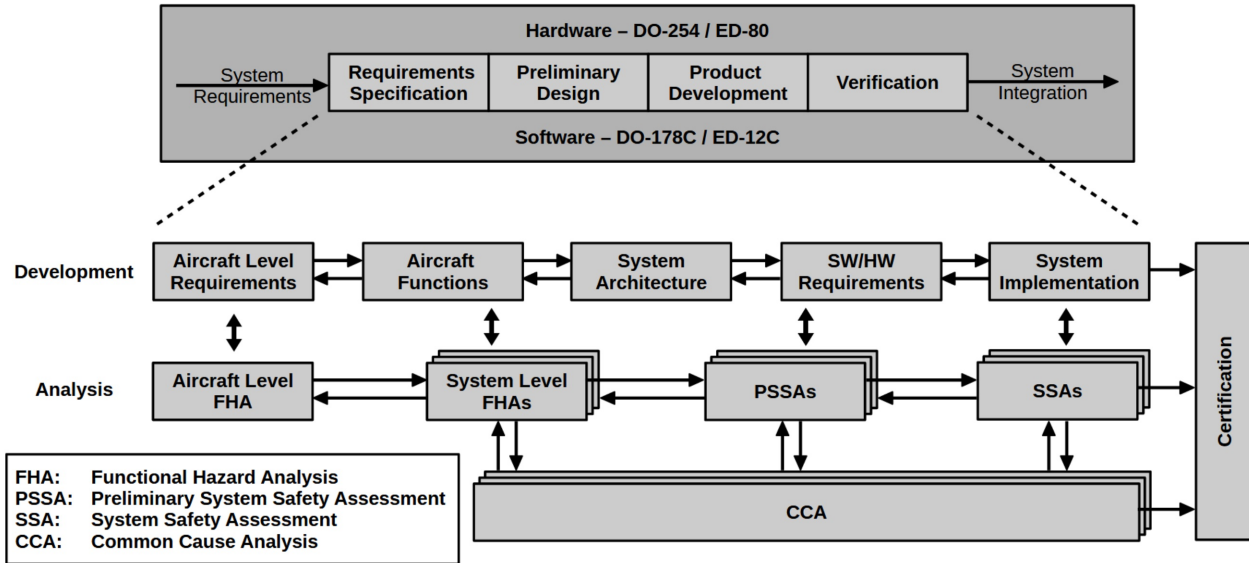 Hardware – DO-254 / ED-80
System
Requirements
Requirements
Specification
Preliminary
Design
Product
Development
Verification
System
Integration
Software – DO-178C / ED-12C
Development
Aircraft Level
Requirements
Aircraft
Functions
System
Architecture
SW/HW
Requirements
System
Implementation
Certification
Analysis
Aircraft Level
FHA
System Level
FHAs
PSSAs
SSAs
CCA
FHA: Functional Hazard Analysis
PSSA: Preliminary System Safety Assessment
SSA: System Safety Assessment
CCA: Common Cause Analysis